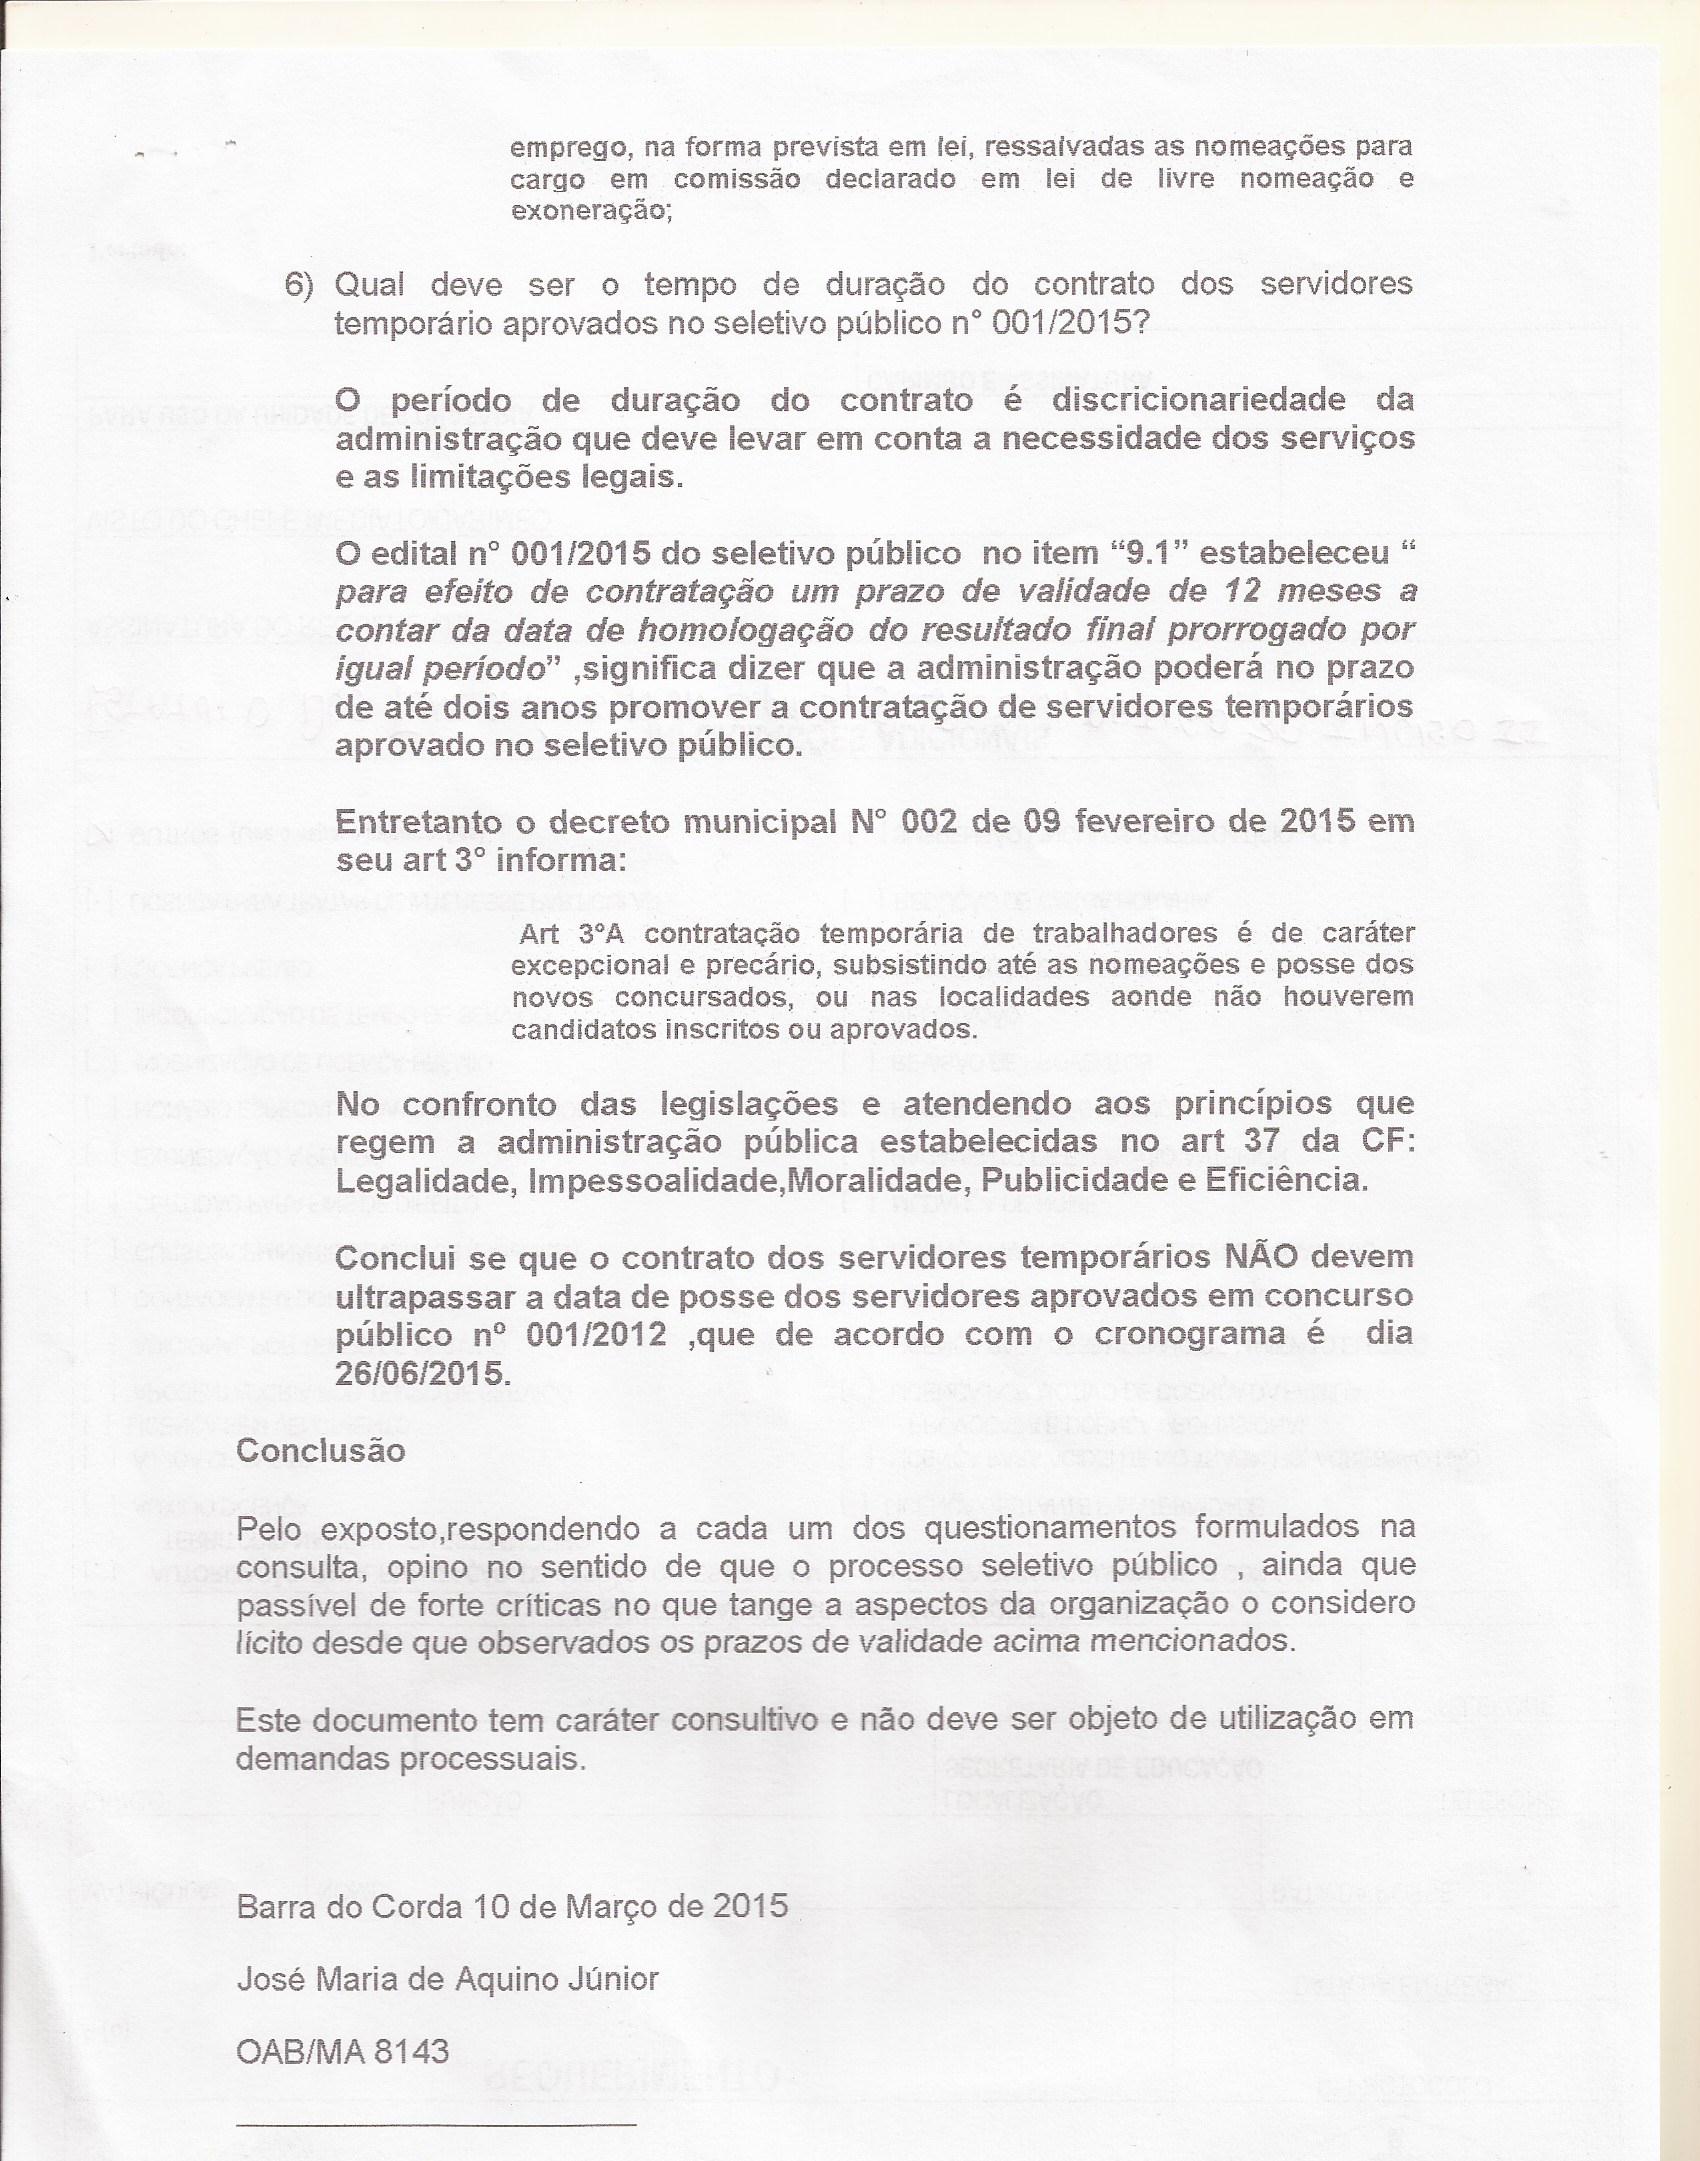 emprego, na forma prevista em lei, ressalvadas as nomeações para
cargo em comissão declarado em lei de livre nomeação e
exoneração;
6) Qual deve ser o tempo de duração do contrato dos servidores
temporário aprovados no seletivo público n° 001/2015?
O período de duração do contrato é discricionariedade da
administração que deve levar em conta a necessidade dos serviços
e as limitações legais.
O edital n° 001/2015 do seletivo público no item “9.1” estabeleceu “
para efeito de contratação um prazo de validade de 12 meses a
contar da data de homologação do resultado final prorrogado por
igual período” ,significa dizer que a administração poderá no prazo
de até dois anos promover a contratação de servidores temporários
aprovado no seletivo público.
Entretanto o decreto municipal N° 002 de 09 fevereiro de 2015 em
seu art 3° informa:
Art 3°A contratação temporária de trabalhadores é de caráter
excepcional e precário, subsistindo até as nomeações e posse dos
novos concursados, ou nas localidades aonde não houverem
candidatos inscritos ou aprovados.
No confronto das legislações e atendendo aos princípios que
regem a administração pública estabelecidas no art 37 da CF:
Legalidade, Impessoalidade,Moralidade, Publicidade e Eficiência.
Conclui se que o contrato dos servidores temporários NÃO devem
ultrapassar a data de posse dos servidores aprovados em concurso
público nº 001/2012 ,que de acordo com o cronograma é dia
26/06/2015.
Conclusão
Pelo exposto,respondendo a cada um dos questionamentos formulados na
consulta, opino no sentido de que o processo seletivo público , ainda que
passível de forte críticas no que tange a aspectos da organização o considero
lícito desde que observados os prazos de validade acima mencionados.
Este documento tem caráter consultivo e não deve ser objeto de utilização em
demandas processuais.
Barra do Corda 10 de Março de 2015
José Maria de Aquino Júnior
OAB/MA 8143